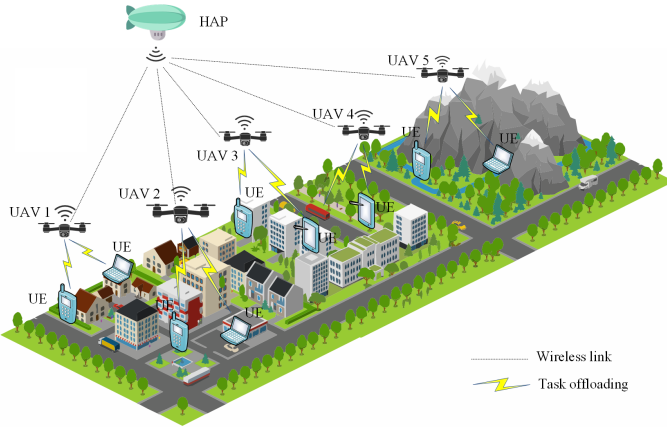 HAP
UAV 5
UAV 4
UE
UE
UAV 3
UAV 2
UE
UE
UE
UAV 1
UE
UE
UE
UE
Wireless link
Task offloading